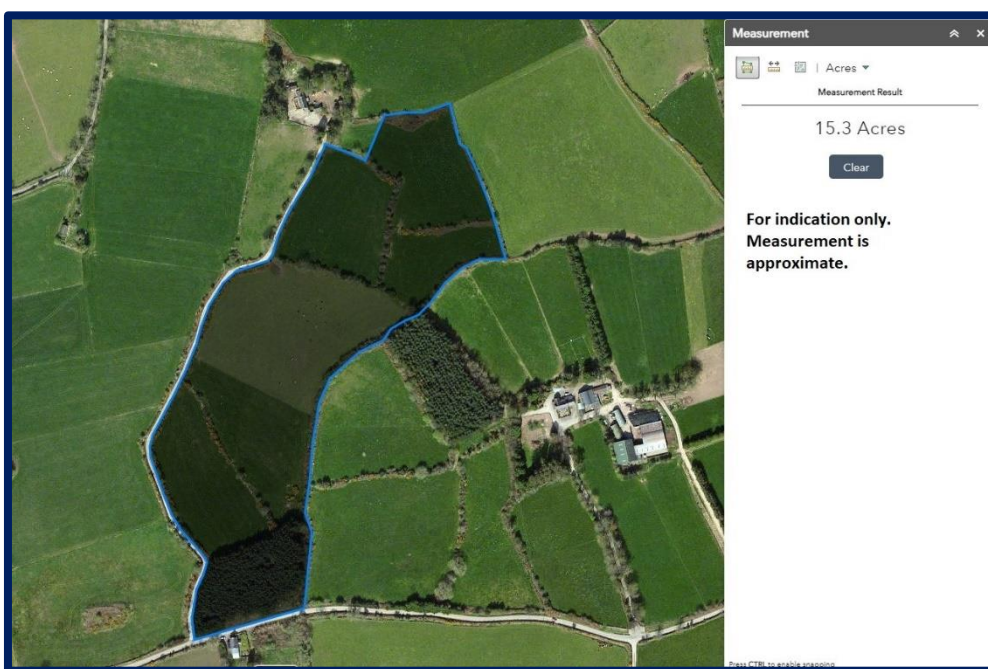 Measurement
Acres
Measurement Result
15.3 Acres
Clear
For indication only.
Measurement is
approximate.
Press CTRL to enable snapping